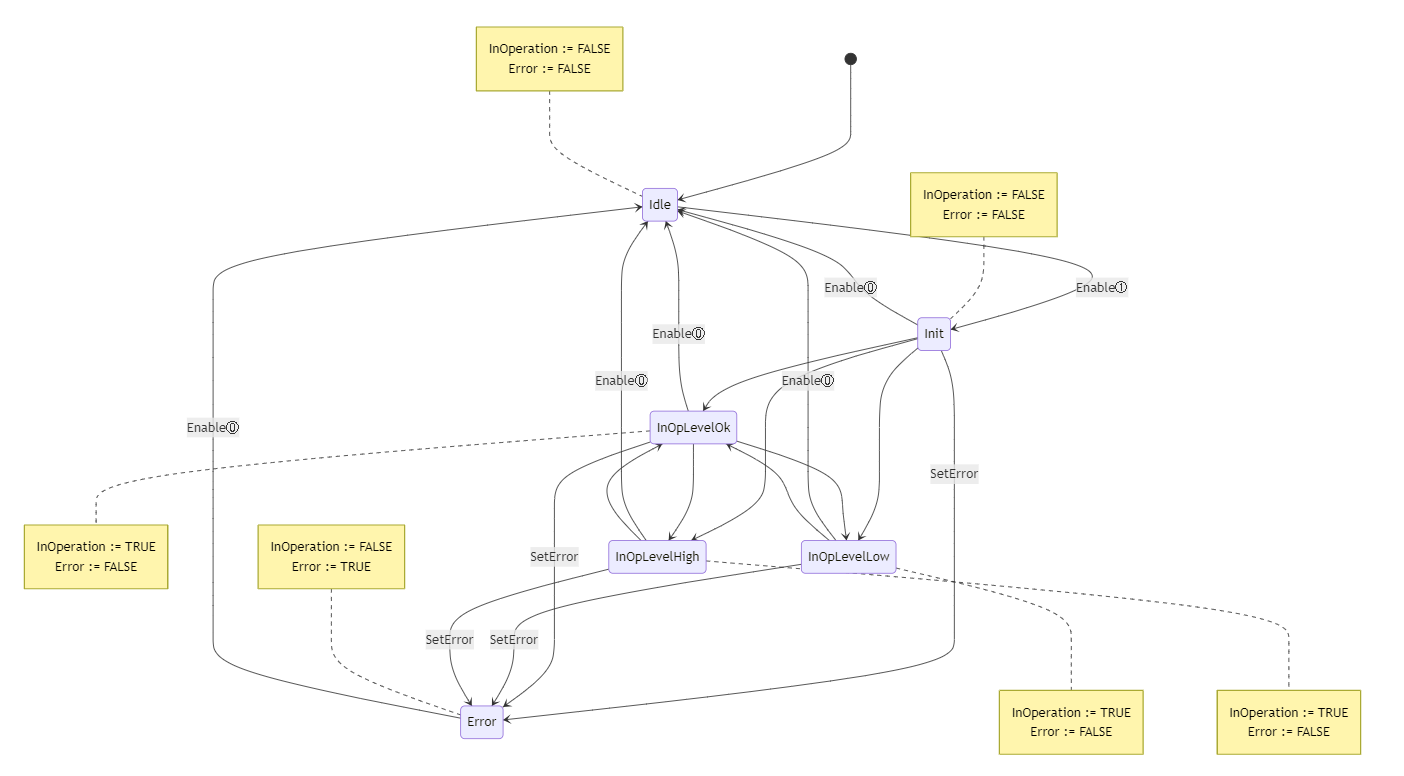 InOperation := FALSE
Error := FALSE
InOperation := FALSE
Error := FALSE
Idle
Enable⓪
Enable①
Init
Enable⓪
Enable⓪
Enable⓪
Enable⓪
InOpLevelOk
SetError
InOperation := TRUE
Error := FALSE
InOperation := FALSE
Error := TRUE
SetError
InOpLevelHigh
InOpLevelLow
SetError
SetError
InOperation := TRUE
Error := FALSE
InOperation := TRUE
Error := FALSE
Error